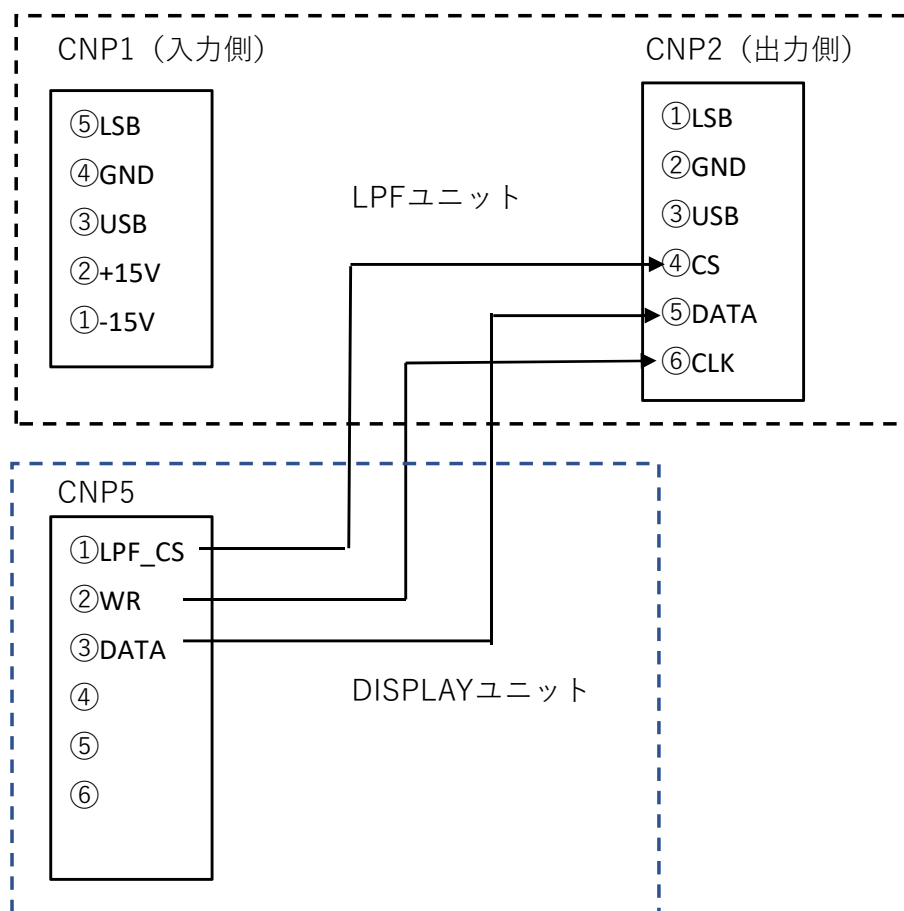 CNP1（入力側）
⑤LSB
④GND
③USB
②+15V
①-15V
LPFユニット
CNP2（出力側）
①LSB
②GND
③USB
④CS
⑤DATA
⑥CLK
CNP5
①LPF_CS
②WR
③DATA
④
⑤
⑥
DISPLAYユニット